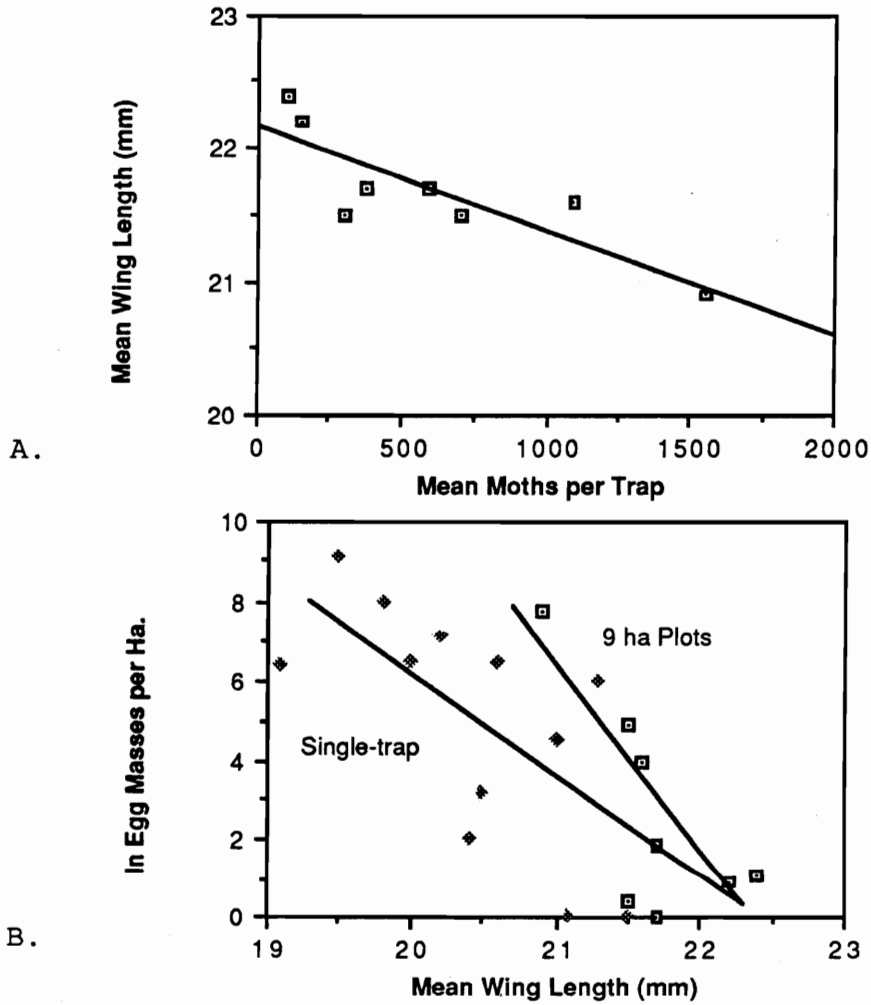 23
22
21
20
Mean Wing Length (mm)
A.
0 500 1000 1500 2000
Mean Moths per Trap
10
8
6
4
2
0
ln Egg Masses per Ha.
9 ha Plots
Single-trap
B.
19 20 21 22 23
Mean Wing Length (mm)